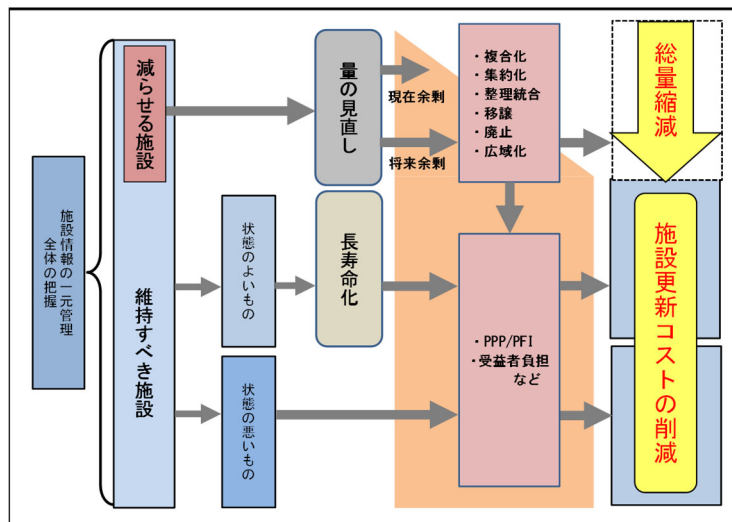 施設情報の一元管理
全体の把握
減らせる施設
維持すべき施設
状態のよいもの
状態の悪いもの
量の見直し
長寿命化
現在余剰
将来余剰
・複合化
・集約化
・整理統合
・移譲
・廃止
・広域化
・PPP/PFI
・受益者負担
など
総量縮減
施設更新コストの削減